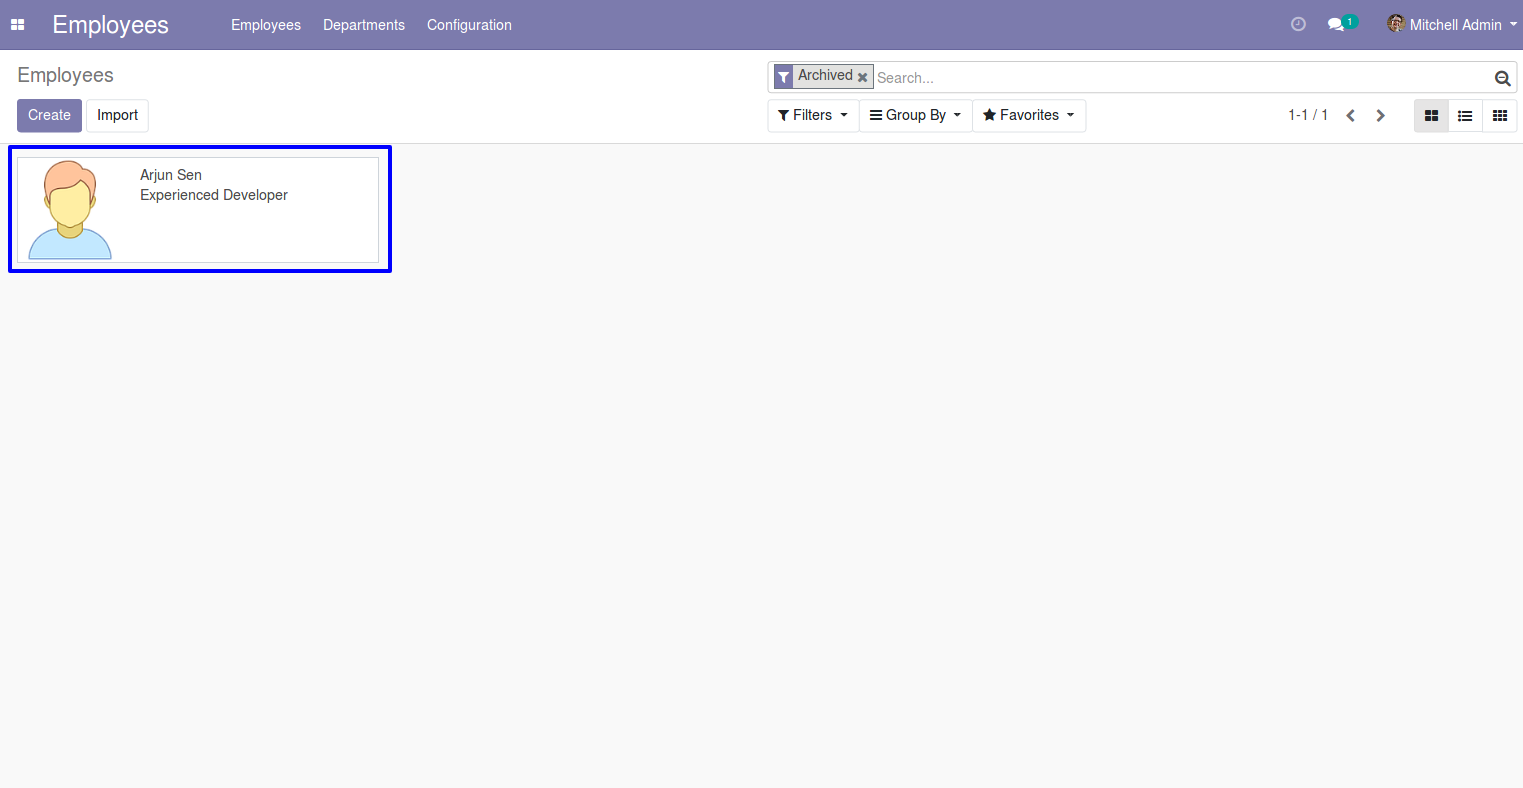 Employees
Employees Departments Configuration
1
Mitchell Admin
Employees
Archived Search...
Create Import
Filters Group By Favorites
1-1 / 1
Arjun Sen
Experienced Developer